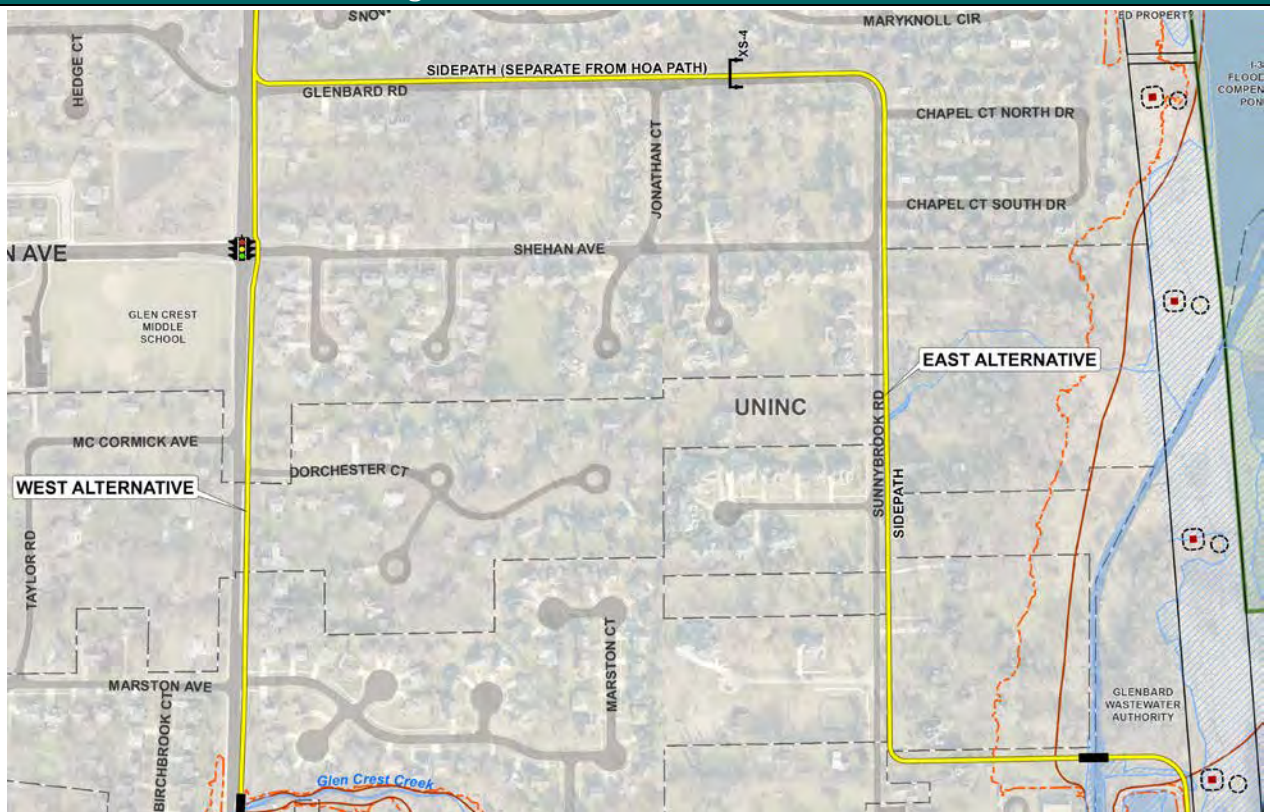 MARYKNOLL CIR
ED PROPERTY
HEDGE CT
SIDEPATH (SEPARATE FROM HOA PATH)
XS-4
GLENBARD RD
CHAPEL CT NORTH DR
JONATHAN CT
CHAPEL CT SOUTH DR
N AVE
SHEHAN AVE
GLEN CREST
MIDDLE
SCHOOL
EAST ALTERNATIVE
UNINC
SUNNYBROOK RD
SIDEPATH
MC CORMICK AVE
DORCHESTER CT
WEST ALTERNATIVE
TAYLOR RD
MARSTON CT
MARSTON AVE
BIRCHBROOK CT
GLENBARD
WASTEWATER
AUTHORITY
Glen Crest Creek